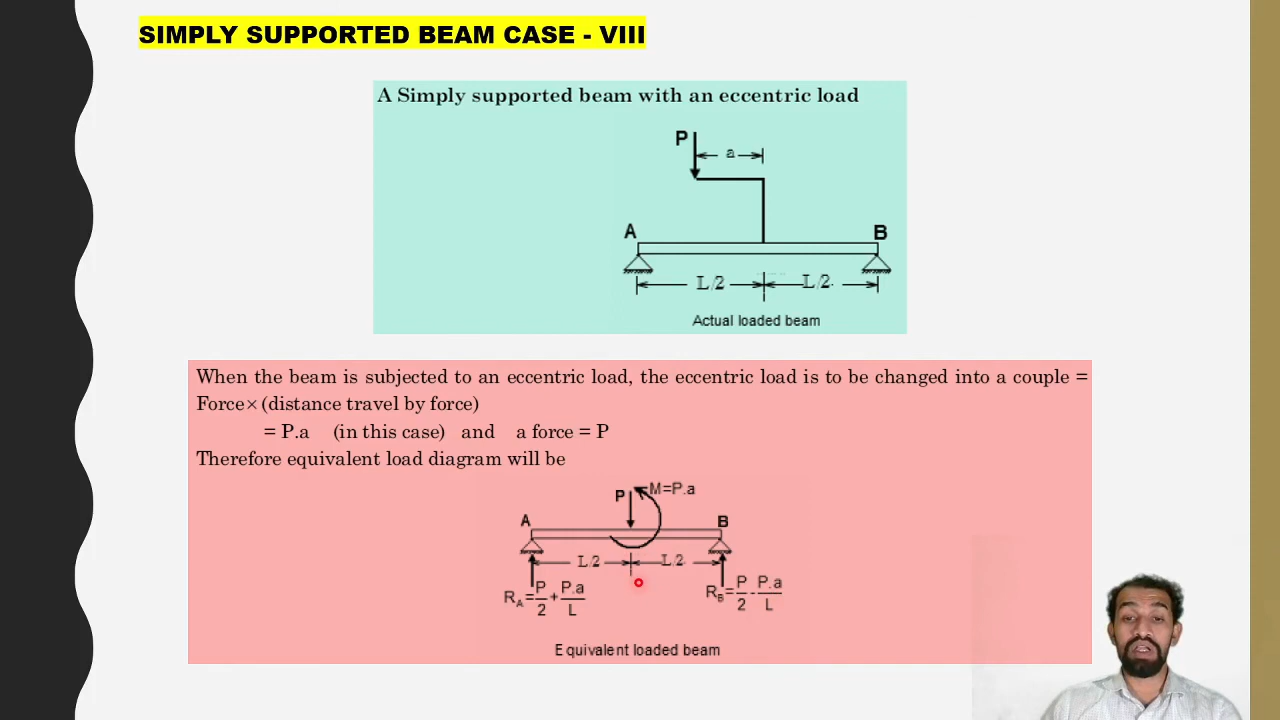 SIMPLY SUPPORTED BEAM CASE - VIII
A Simply supported beam with an eccentric load
P
a
A
B
L/2
L/2
Actual loaded beam
When the beam is subjected to an eccentric load, the eccentric load is to be changed into a couple =
Force× (distance travel by force)
= P.a (in this case) and a force = P
Therefore equivalent load diagram will be
P M=P.a
A B
L/2 L/2
R_A=P/2+P.a/L
R_B=P/2-P.a/L
Equivalent loaded beam